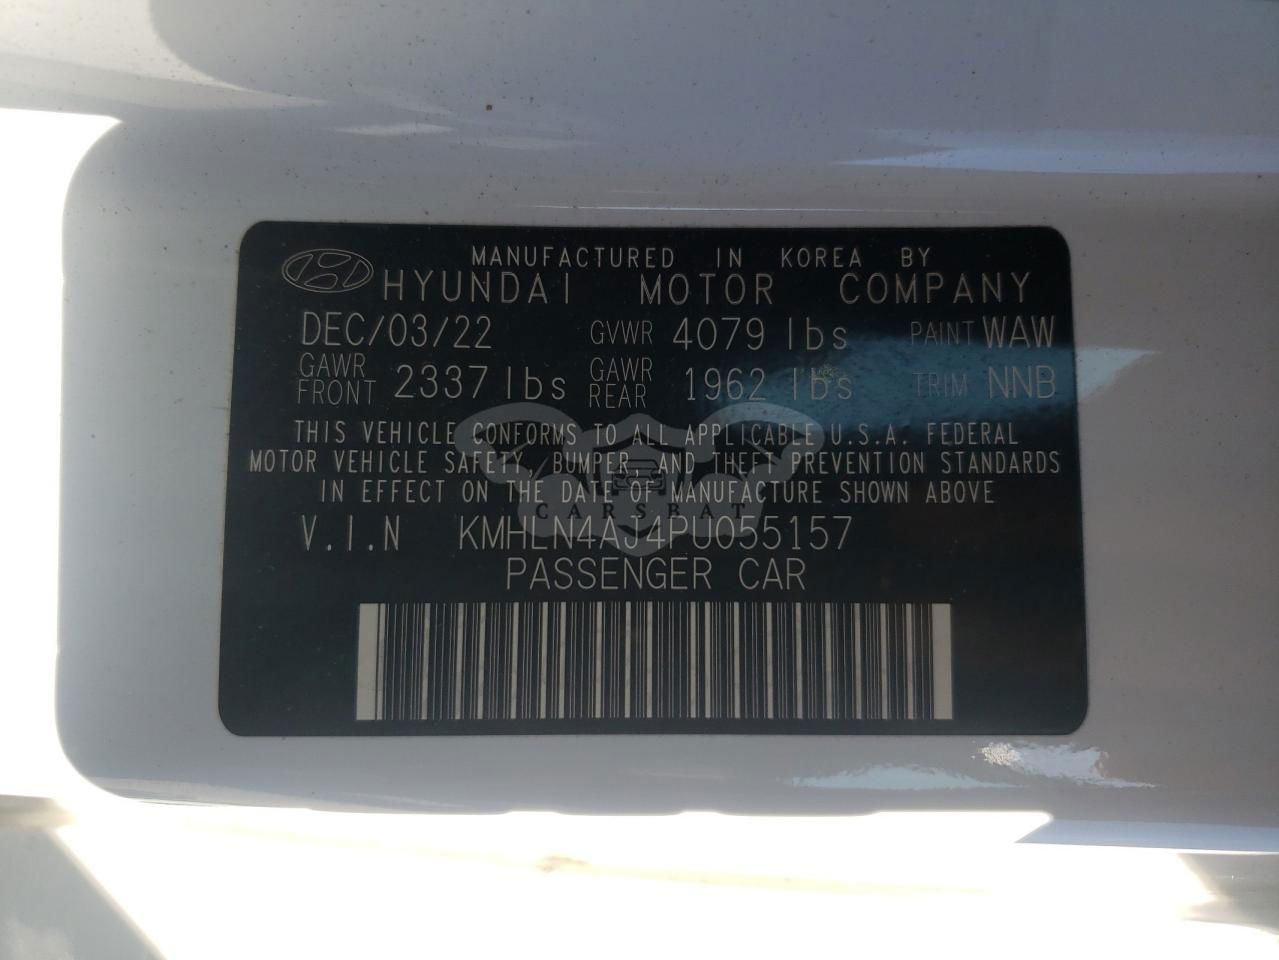 MANUFACTURED IN KOREA BY
HYUNDAI MOTOR COMPANY
DEC/03/22 GVWR 4079 lbs PAINT WAW
GAWR FRONT 2337 lbs GAWR REAR 1962 lbs TRIM NNB
THIS VEHICLE CONFORMS TO ALL APPLICABLE U.S.A. FEDERAL
MOTOR VEHICLE SAFETY, BUMPER, AND THEFT PREVENTION STANDARDS
IN EFFECT ON THE DATE OF MANUFACTURE SHOWN ABOVE
CARSBAT
V.I.N KMHLN4AJ4PU055157
PASSENGER CAR